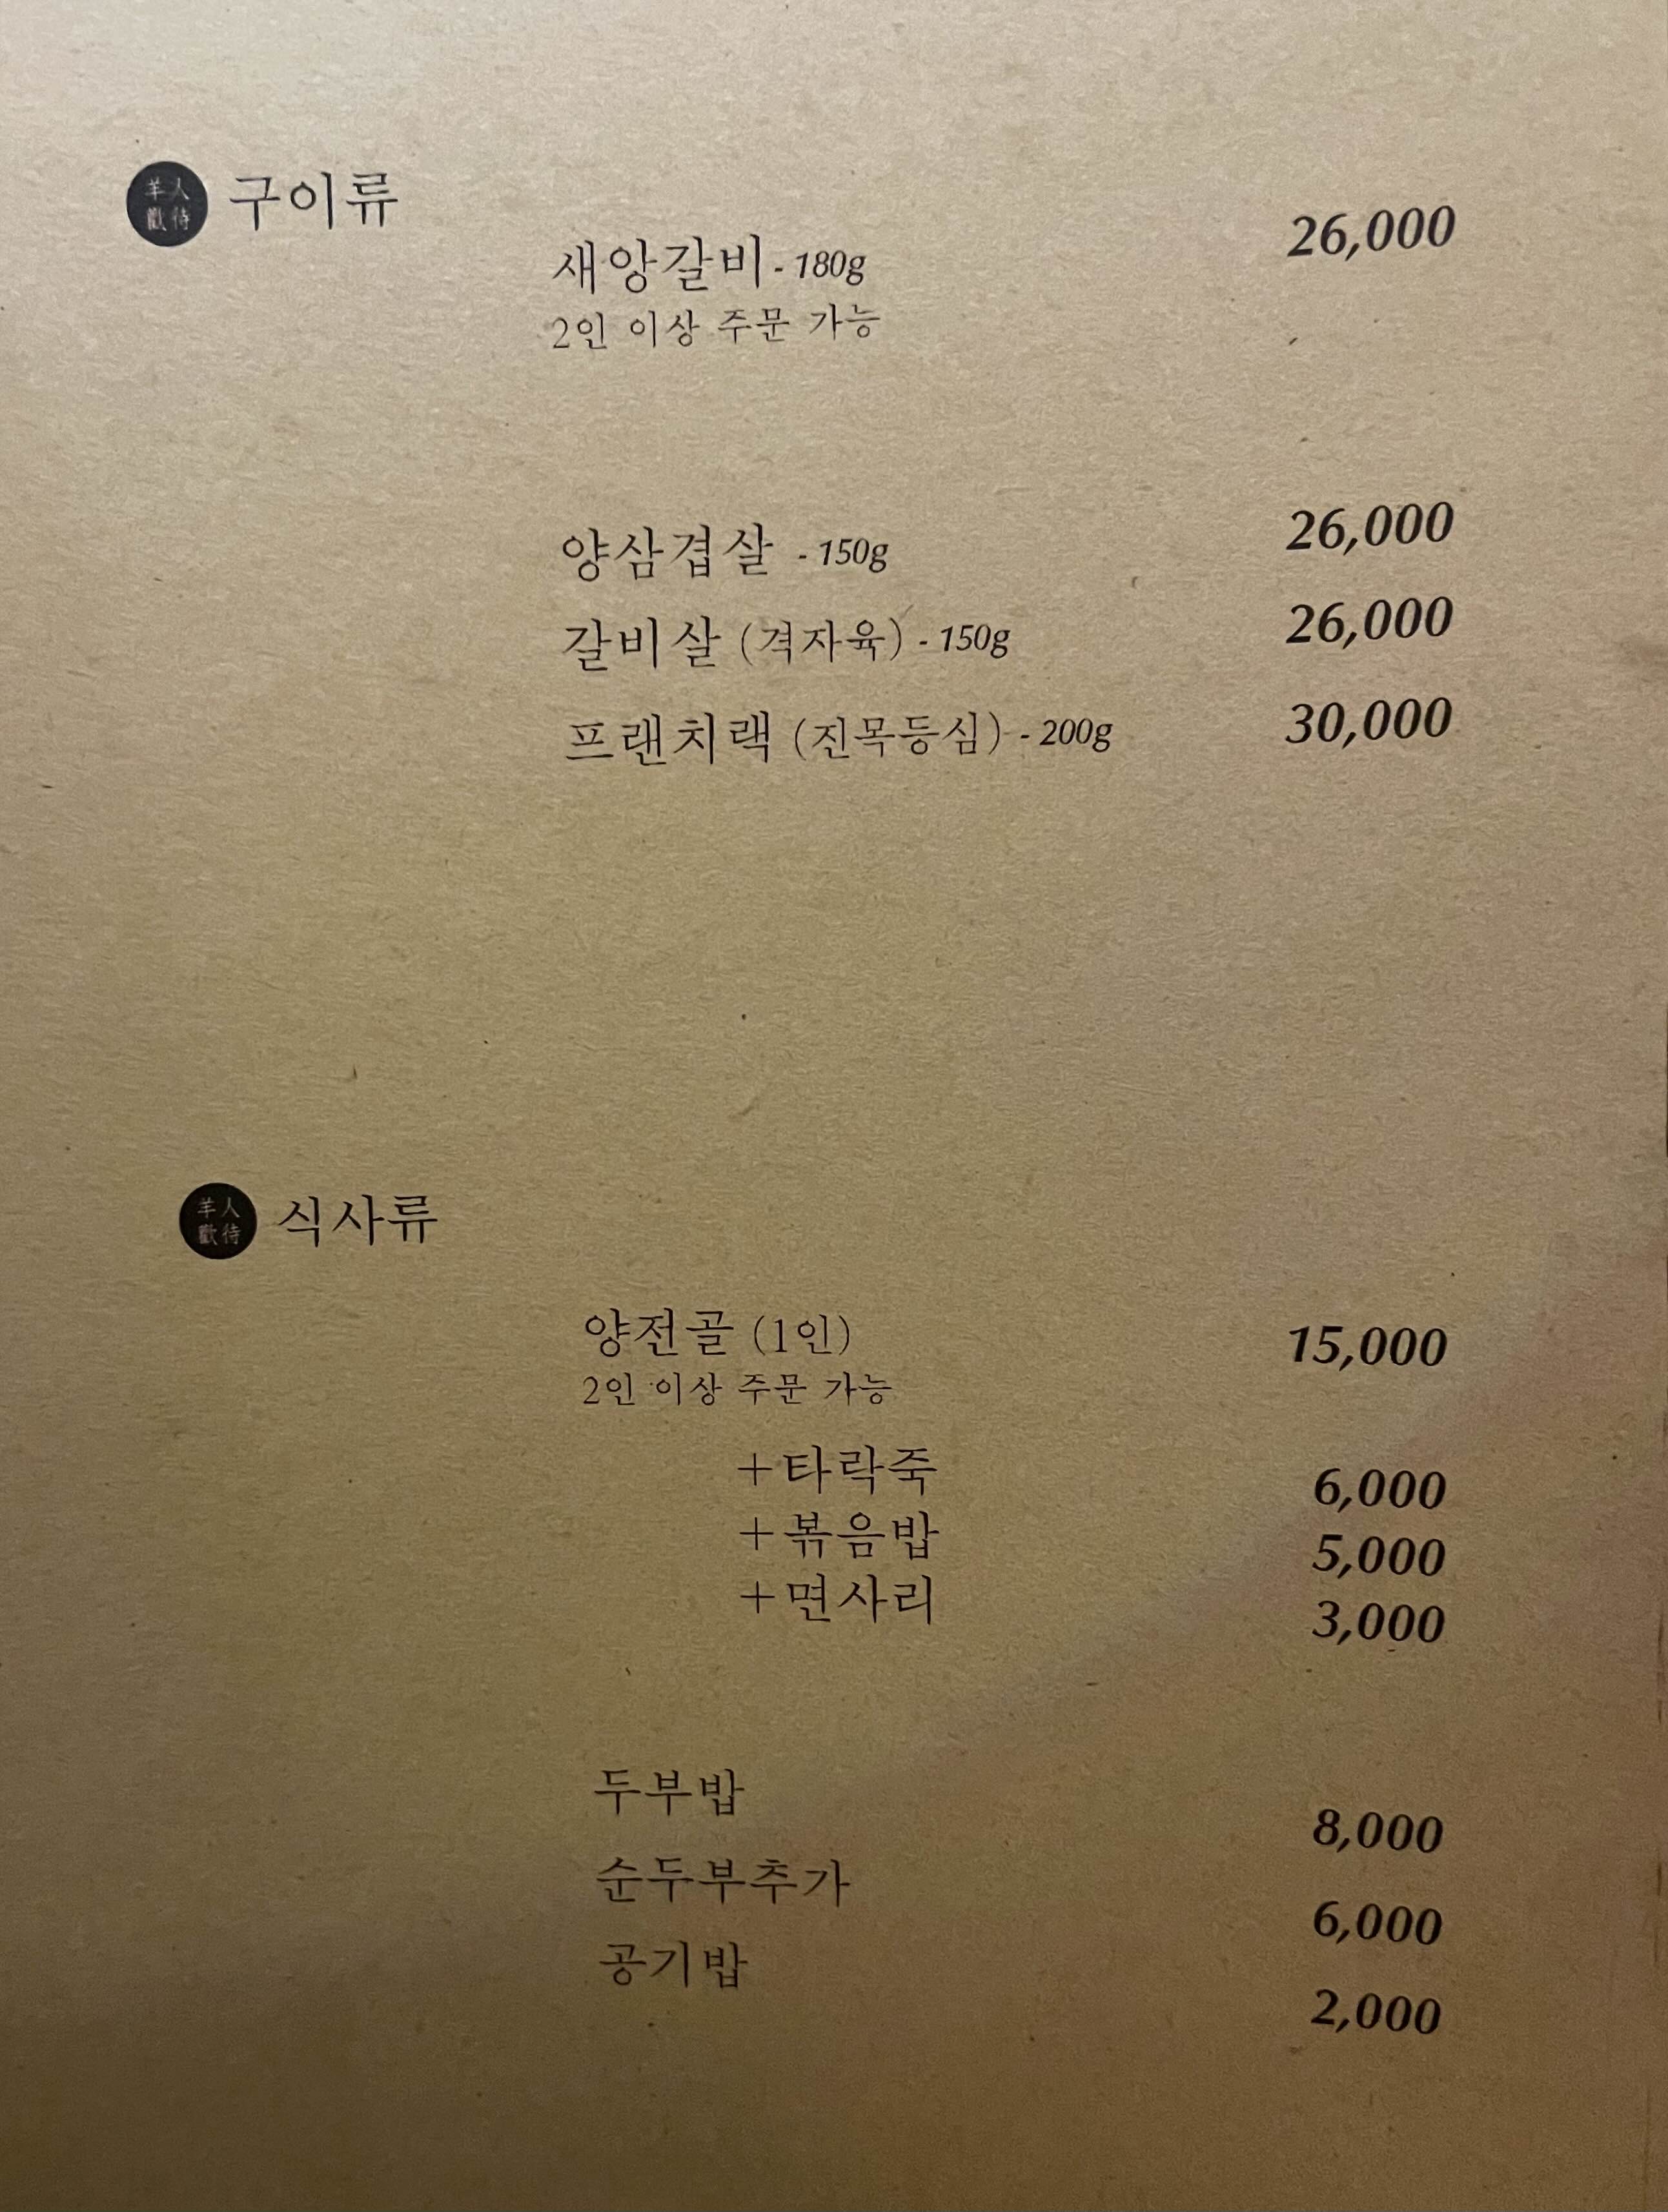 羊人
歡待
구이류
새앙갈비 - 180g 26,000
2인 이상 주문 가능
양삼겹살 - 150g 26,000
갈비살 (격자육) - 150g 26,000
프랜치랙 (진목등심) - 200g 30,000
羊人
歡待
식사류
양전골 (1인) 15,000
2인 이상 주문 가능
+타락죽 6,000
+볶음밥 5,000
+면사리 3,000
두부밥 8,000
순두부추가 6,000
공기밥 2,000